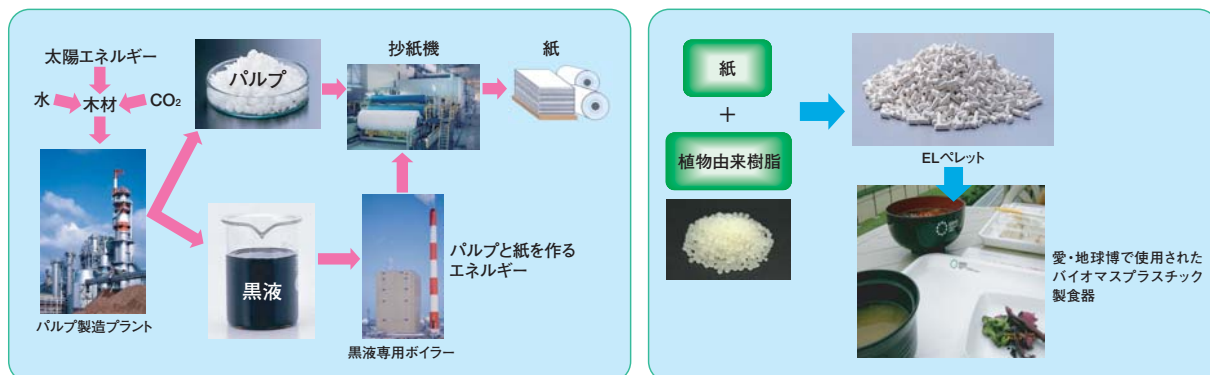 太陽エネルギー
水
木材
CO₂
パルプ製造プラント
パルプ
抄紙機
紙
黒液
黒液専用ボイラー
パルプと紙を作る
エネルギー
紙
+
植物由来樹脂
ELペレット
愛・地球博で使用された
バイオマスプラスチック
製食器